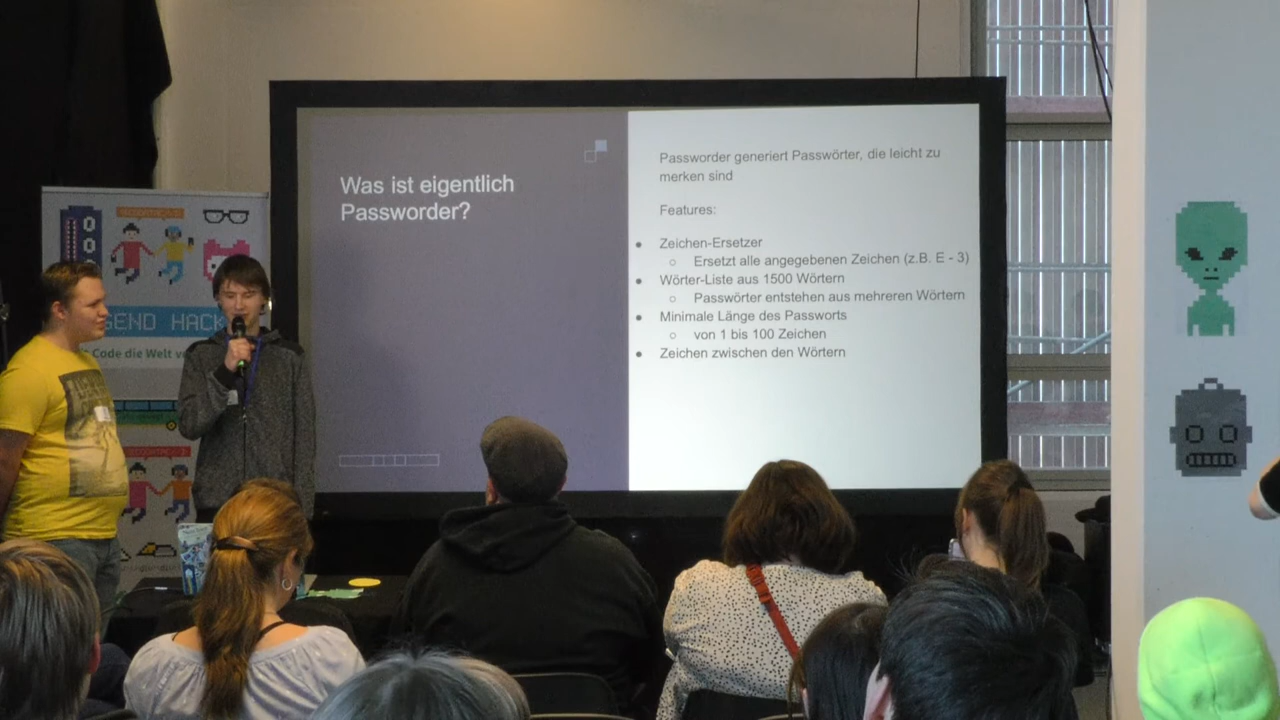 Was ist eigentlich
Passworder?
Passworder generiert Passwörter, die leicht zu
merken sind
Features:
Zeichen-Ersetzer
Ersetzt alle angegebenen Zeichen (z.B. E - 3)
Wörter-Liste aus 1500 Wörtern
Passwörter entstehen aus mehreren Wörtern
Minimale Länge des Passworts
von 1 bis 100 Zeichen
Zeichen zwischen den Wörtern
GEND HACK
Code die Welt